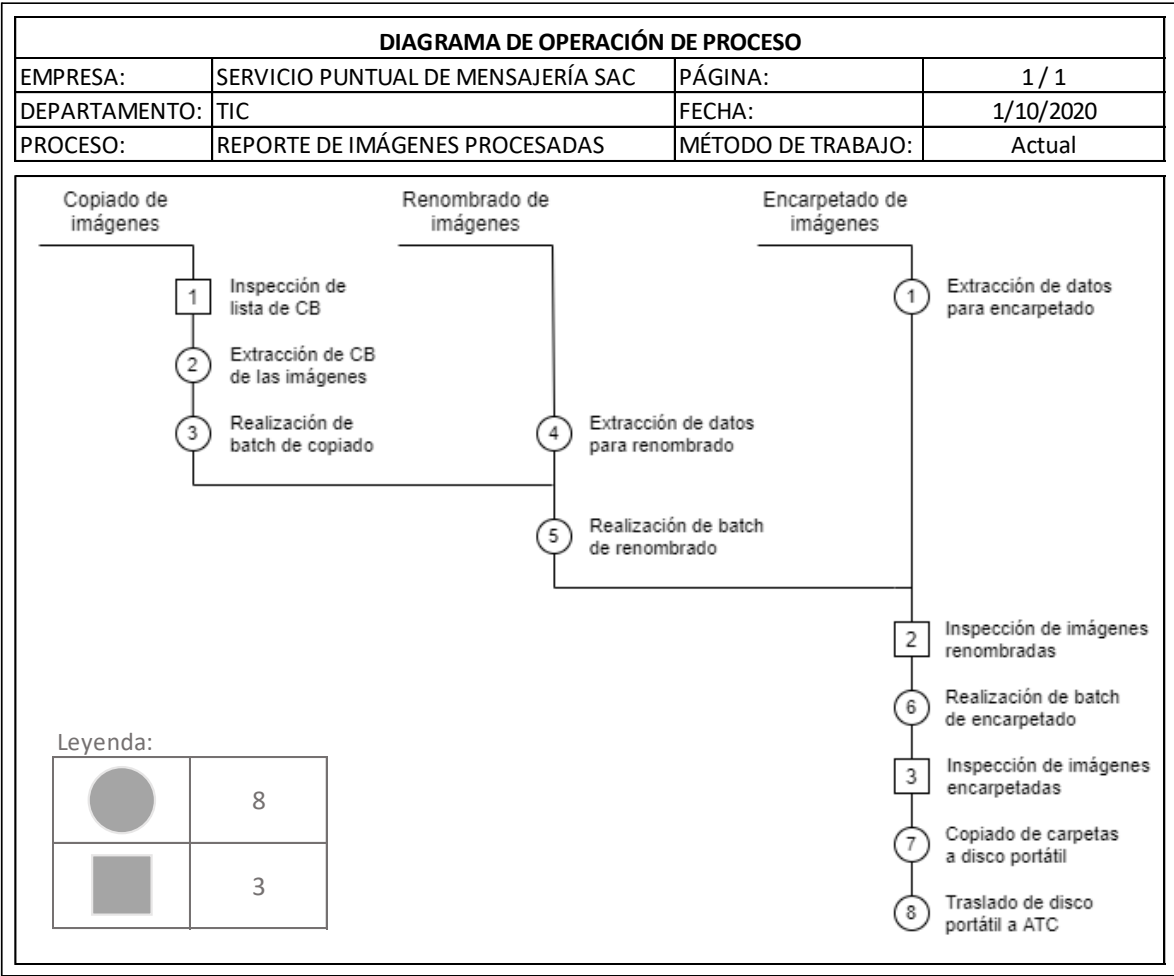 DIAGRAMA DE OPERACIÓN DE PROCESO
EMPRESA: SERVICIO PUNTUAL DE MENSAJERÍA SAC PÁGINA: 1 / 1
DEPARTAMENTO: TIC FECHA: 1/10/2020
PROCESO: REPORTE DE IMÁGENES PROCESADAS MÉTODO DE TRABAJO: Actual
Copiado de
imágenes
Renombrado de
imágenes
Encarpetado de
imágenes
1
Inspección de
lista de CB
1
Extracción de datos
para encarpetado
2
Extracción de CB
de las imágenes
3
Realización de
batch de copiado
4
Extracción de datos
para renombrado
5
Realización de batch
de renombrado
2
Inspección de imágenes
renombradas
6
Realización de batch
de encarpetado
3
Inspección de imágenes
encarpetadas
7
Copiado de carpetas
a disco portátil
8
Traslado de disco
portátil a ATC
Leyenda:
8
3